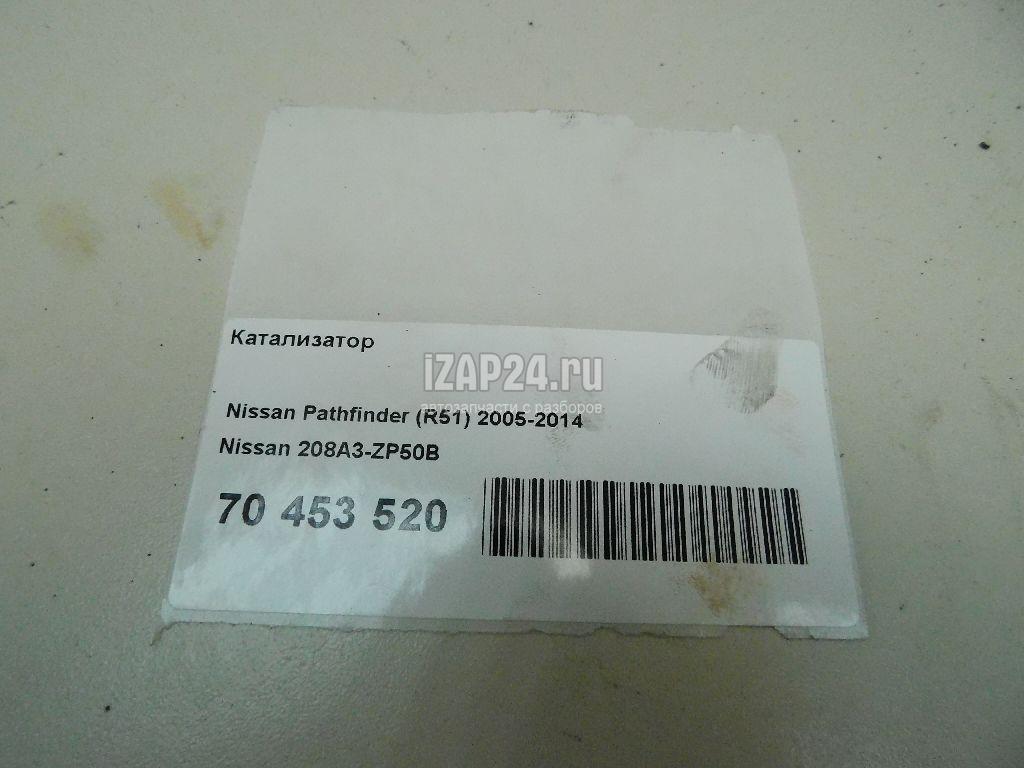 Катализатор
iZAP24.ru
автозапчасти с разборов
Nissan Pathfinder (R51) 2005-2014
Nissan 208A3-ZP50B
70 453 520